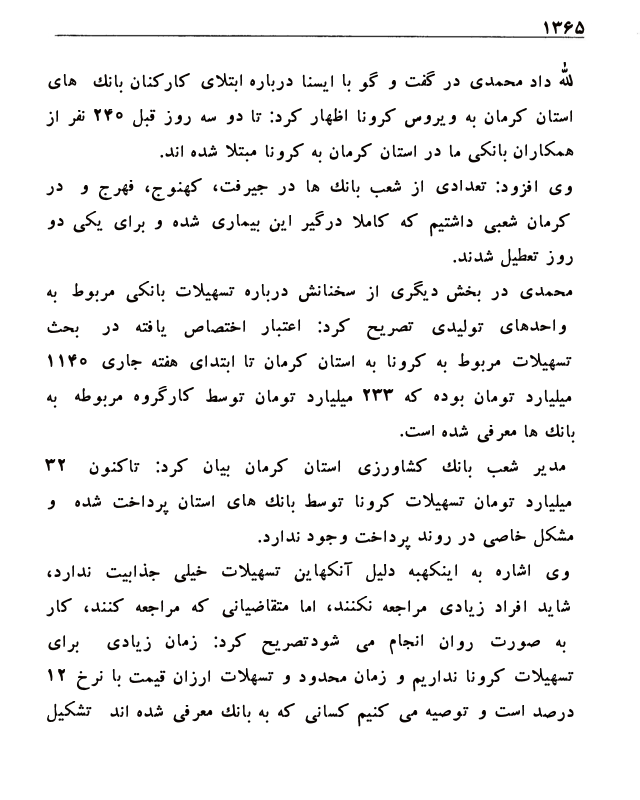 ۱۳۶۵
لله داد محمدی در گفت و گو با ایسنا درباره ابتلای کارکنان بانك های
استان کرمان به ویروس کرونا اظهار کرد: تا دو سه روز قبل ۲۴۰ نفر از
همکاران بانکی ما در استان کرمان به کرونا مبتلا شده اند.
وی افزود: تعدادی از شعب بانك ها در جیرفت، کهنوج، فهرج و در
کرمان شعبی داشتیم که کاملا درگیر این بیماری شده و برای یکی دو
روز تعطیل شدند.
محمدی در بخش دیگری از سخنانش درباره تسهیلات بانکی مربوط به
واحدهای تولیدی تصریح کرد: اعتبار اختصاص یافته در بحث
تسهیلات مربوط به کرونا به استان کرمان تا ابتدای هفته جاری ۱۱۴۰
میلیارد تومان بوده که ۲۳۳ میلیارد تومان توسط کارگروه مربوطه به
بانك ها معرفی شده است.
مدیر شعب بانك کشاورزی استان کرمان بیان کرد: تاکنون ۳۲
میلیارد تومان تسهیلات کرونا توسط بانك های استان پرداخت شده و
مشکل خاصی در روند پرداخت وجود ندارد.
وی اشاره به اینکهبه دلیل آنکهاین تسهیلات خیلی جذابیت ندارد،
شاید افراد زیادی مراجعه نکنند، اما متقاضیانی که مراجعه کنند، کار
به صورت روان انجام می شودتصریح کرد: زمان زیادی برای
تسهیلات کرونا نداریم و زمان محدود و تسهلات ارزان قیمت با نرخ ۱۲
درصد است و توصیه می کنیم کسانی که به بانك معرفی شده اند تشکیل